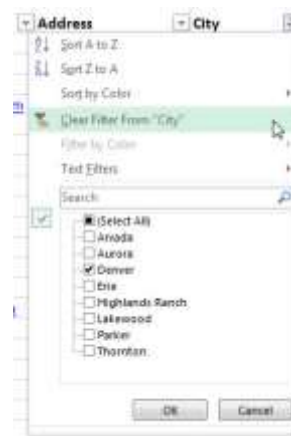 Address City
Sort A to Z
Sort Z to A
Sort by Color
Clear Filter From "City"
Filter by Color
Text Filters
Search
(Select All)
Arvada
Aurora
Denver
Erie
Highlands Ranch
Lakewood
Parker
Thornton
OK Cancel